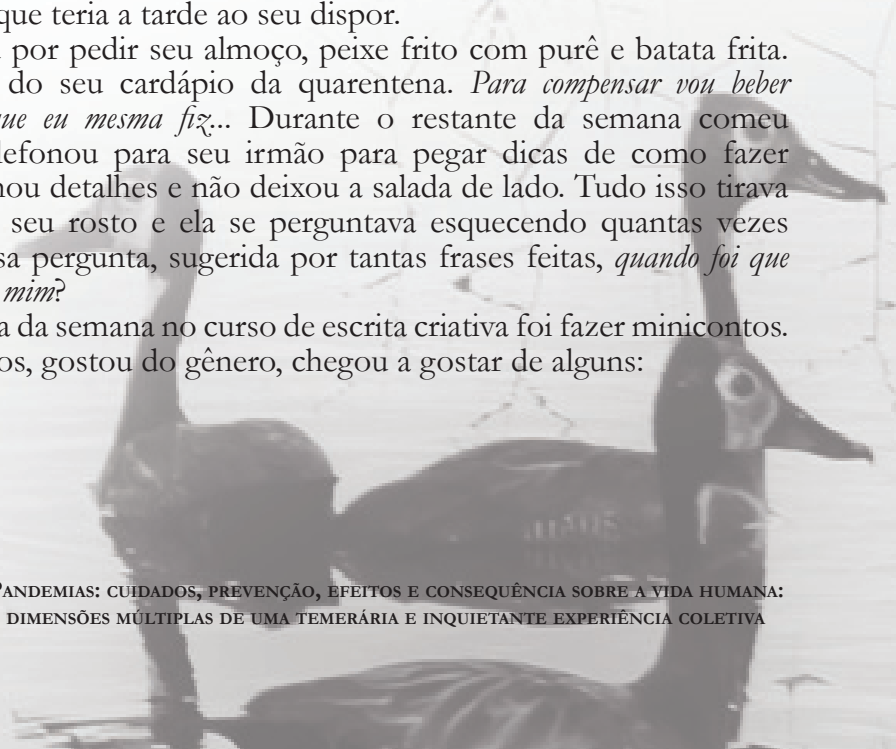 que teria a tarde ao seu dispor.
por pedir seu almoço, peixe frito com purê e batata frita.
do seu cardápio da quarentena. Para compensar vou beber
que eu mesma fiz... Durante o restante da semana comeu
lefonou para seu irmão para pegar dicas de como fazer
nou detalhes e não deixou a salada de lado. Tudo isso tirava
seu rosto e ela se perguntava esquecendo quantas vezes
sa pergunta, sugerida por tantas frases feitas, quando foi que
mim?
a da semana no curso de escrita criativa foi fazer minicontos.
os, gostou do gênero, chegou a gostar de alguns:
Pandemias: cuidados, prevenção, efeitos e consequência sobre a vida humana:
dimensões múltiplas de uma temerária e inquietante experiência coletiva